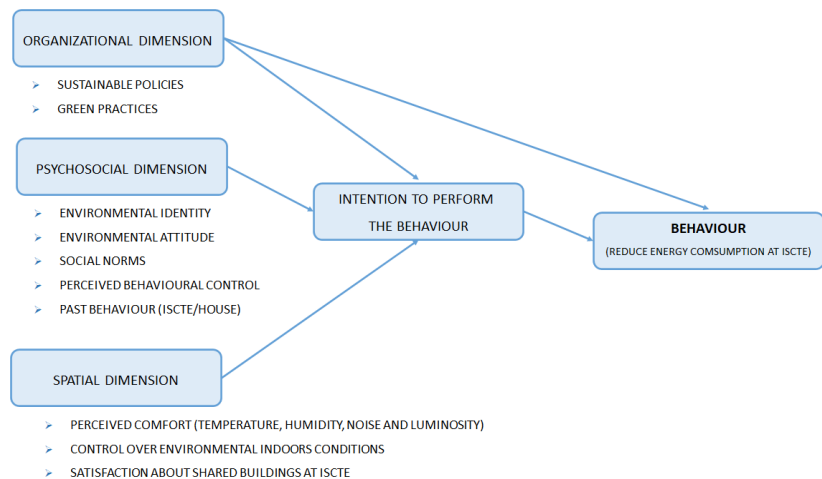 ORGANIZATIONAL DIMENSION
SUSTAINABLE POLICIES
GREEN PRACTICES
PSYCHOSOCIAL DIMENSION
ENVIRONMENTAL IDENTITY
ENVIRONMENTAL ATTITUDE
SOCIAL NORMS
PERCEIVED BEHAVIOURAL CONTROL
PAST BEHAVIOUR (ISCTE/HOUSE)
SPATIAL DIMENSION
PERCEIVED COMFORT (TEMPERATURE, HUMIDITY, NOISE AND LUMINOSITY)
CONTROL OVER ENVIRONMENTAL INDOORS CONDITIONS
SATISFACTION ABOUT SHARED BUILDINGS AT ISCTE
INTENTION TO PERFORM
THE BEHAVIOUR
BEHAVIOUR
(REDUCE ENERGY COMSUMPTION AT ISCTE)